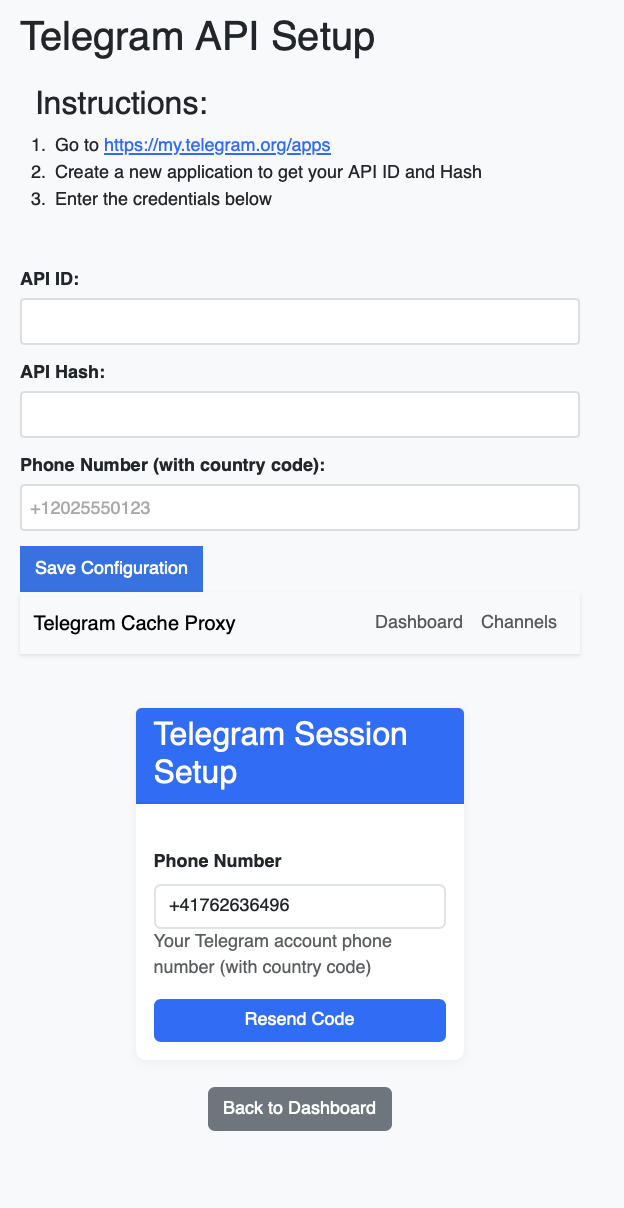 Telegram API Setup
Instructions:
1. Go to https://my.telegram.org/apps
2. Create a new application to get your API ID and Hash
3. Enter the credentials below
API ID:
API Hash:
Phone Number (with country code):
+12025550123
Save Configuration
Telegram Cache Proxy Dashboard Channels
Telegram Session
Setup
Phone Number
+41762636496
Your Telegram account phone
number (with country code)
Resend Code
Back to Dashboard